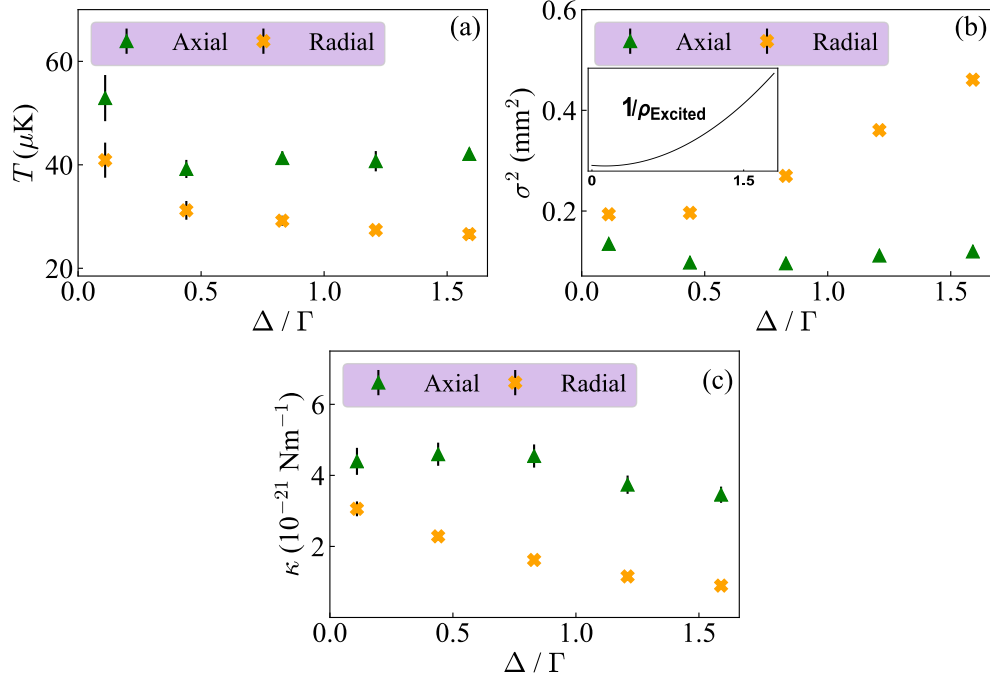 (a)
Axial Radial
T (μK)
60
40
20
0.0 0.5 1.0 1.5
Δ / Γ
(b)
Axial Radial
σ² (mm²)
0.6
0.2
1/ρExcited
0 1.5
0.0 0.5 1.0 1.5
Δ / Γ
(c)
Axial Radial
κ (10⁻²¹ Nm⁻¹)
6
4
2
0.0 0.5 1.0 1.5
Δ / Γ